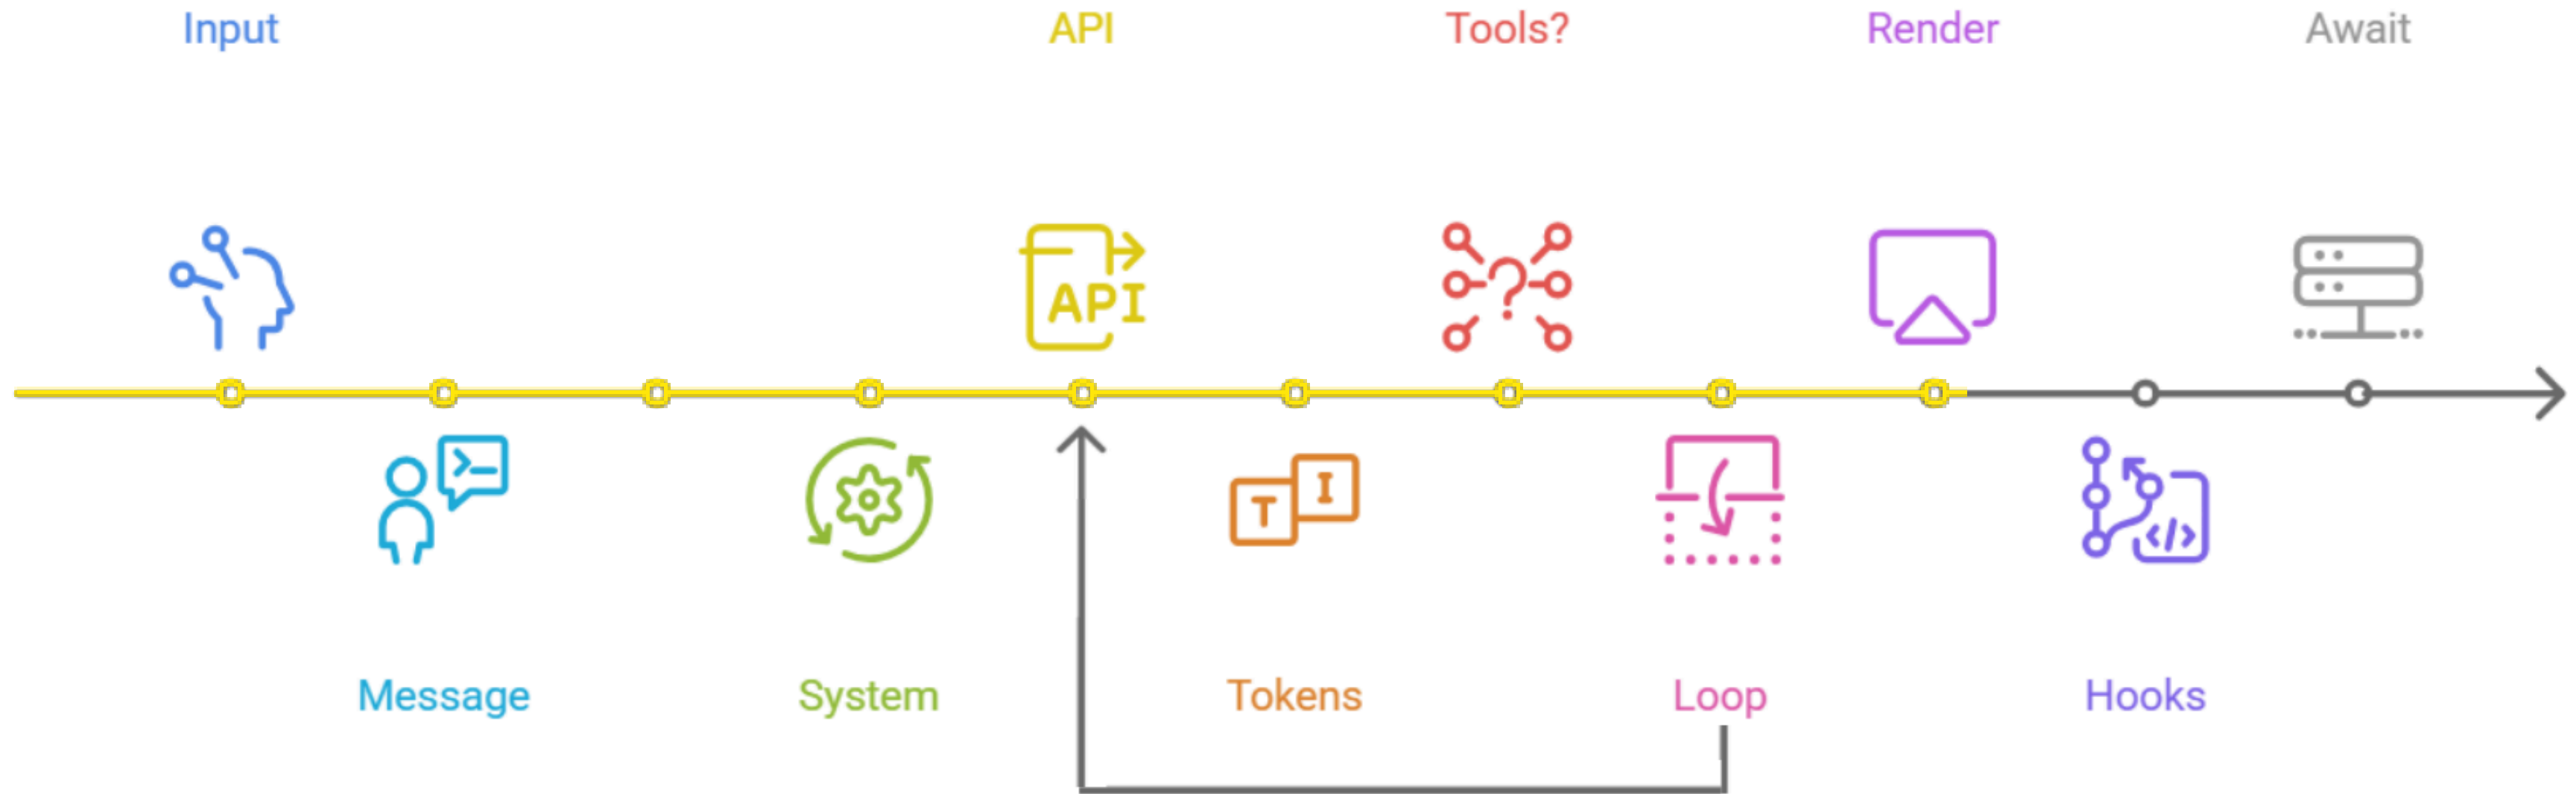 Input
API
Tools?
Render
Await
API
T
I
</>
Message
System
Tokens
Loop
Hooks